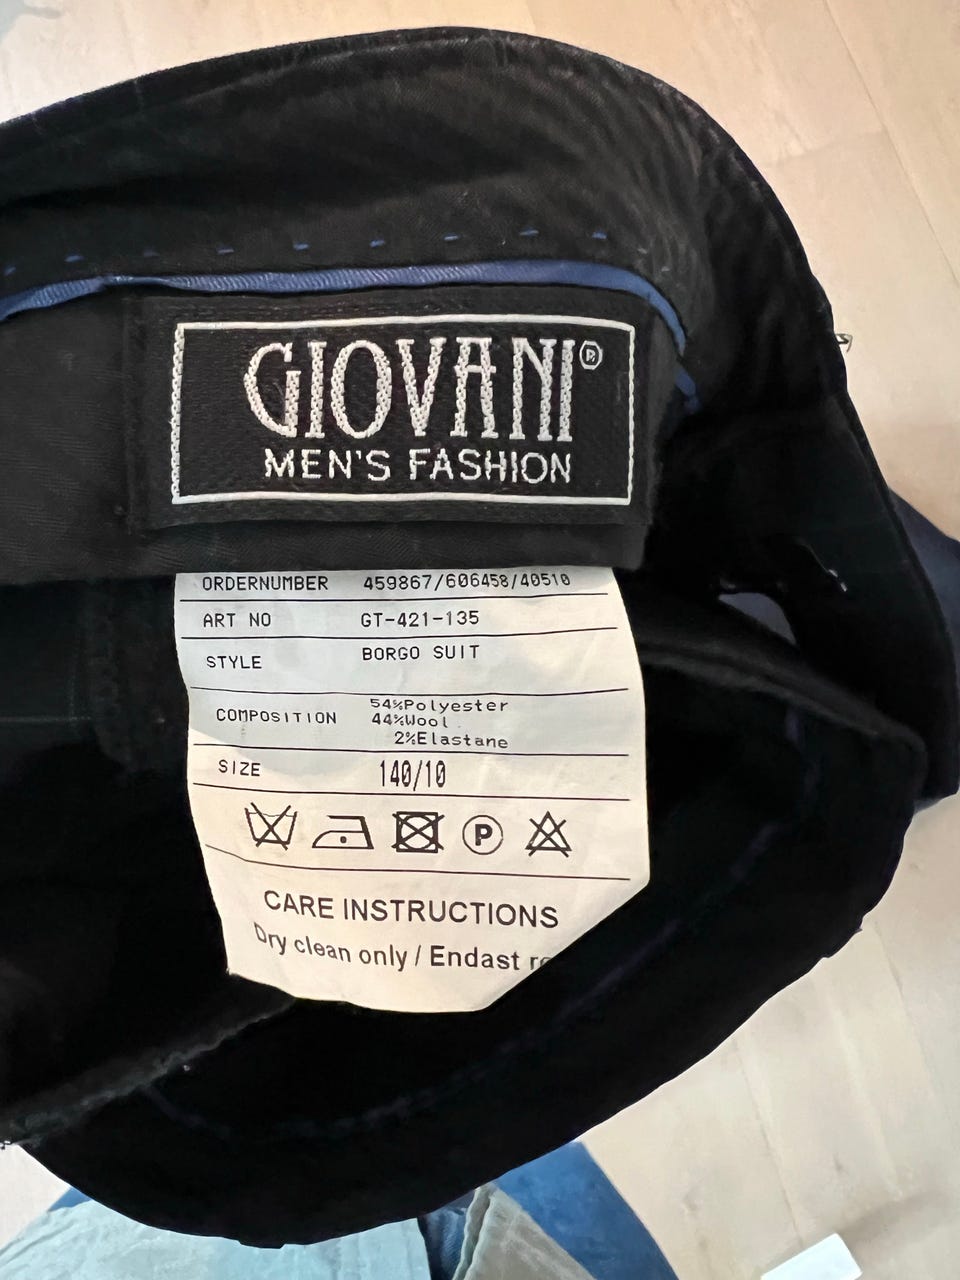 GIOVANI®
MEN'S FASHION
ORDERNUMBER 459867/606458/40510
ART NO GT-421-135
STYLE BORGO SUIT
COMPOSITION 54%Polyester
44%Wool
2%Elastane
SIZE 140/10
P
CARE INSTRUCTIONS
Dry clean only / Endast